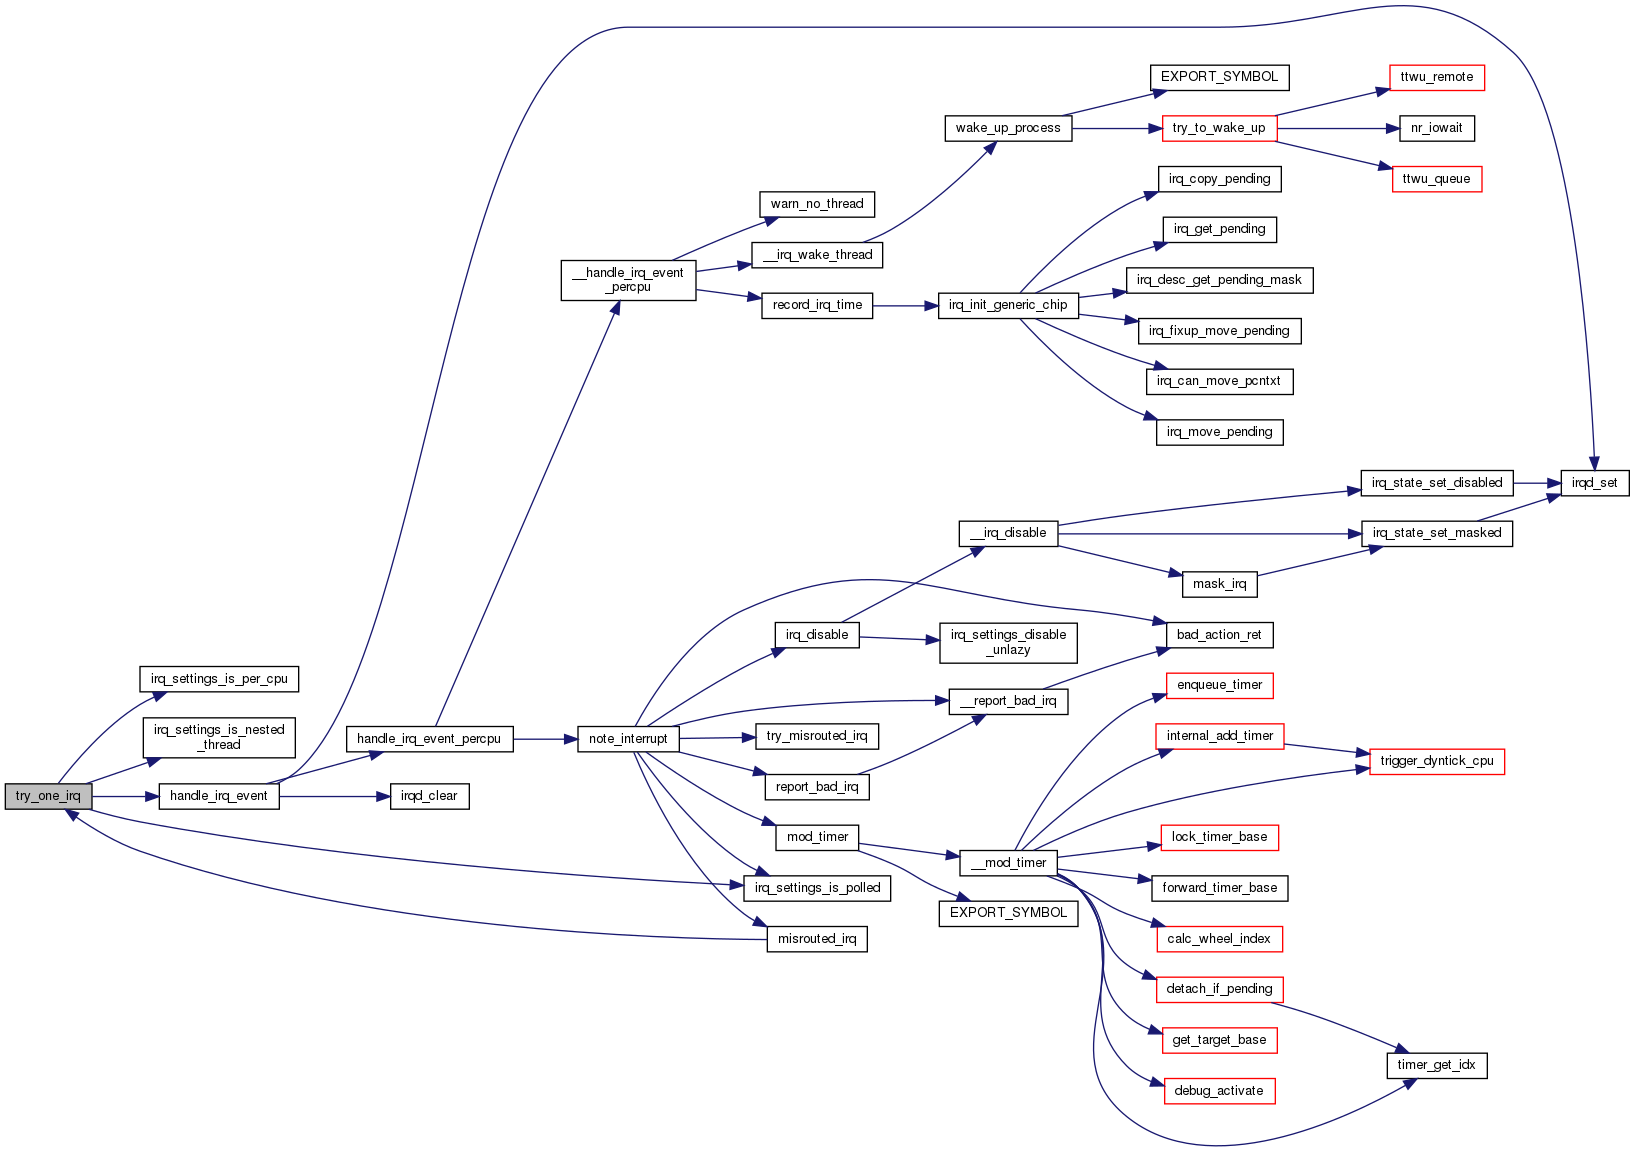 EXPORT_SYMBOL
ttwu_remote
wake_up_process
try_to_wake_up
nr_iowait
ttwu_queue
irq_copy_pending
warn_no_thread
irq_get_pending
__irq_wake_thread
__handle_irq_event
_percpu
irq_desc_get_pending_mask
record_irq_time
irq_init_generic_chip
irq_fixup_move_pending
irq_can_move_pcntxt
irq_move_pending
irq_state_set_disabled
irqd_set
__irq_disable
irq_state_set_masked
mask_irq
irq_disable
irq_settings_disable
_unlazy
bad_action_ret
irq_settings_is_per_cpu
enqueue_timer
__report_bad_irq
irq_settings_is_nested
_thread
handle_irq_event_percpu
note_interrupt
try_misrouted_irq
internal_add_timer
trigger_dyntick_cpu
try_one_irq
handle_irq_event
irqd_clear
report_bad_irq
mod_timer
lock_timer_base
__mod_timer
irq_settings_is_polled
forward_timer_base
EXPORT_SYMBOL
misrouted_irq
calc_wheel_index
detach_if_pending
get_target_base
timer_get_idx
debug_activate